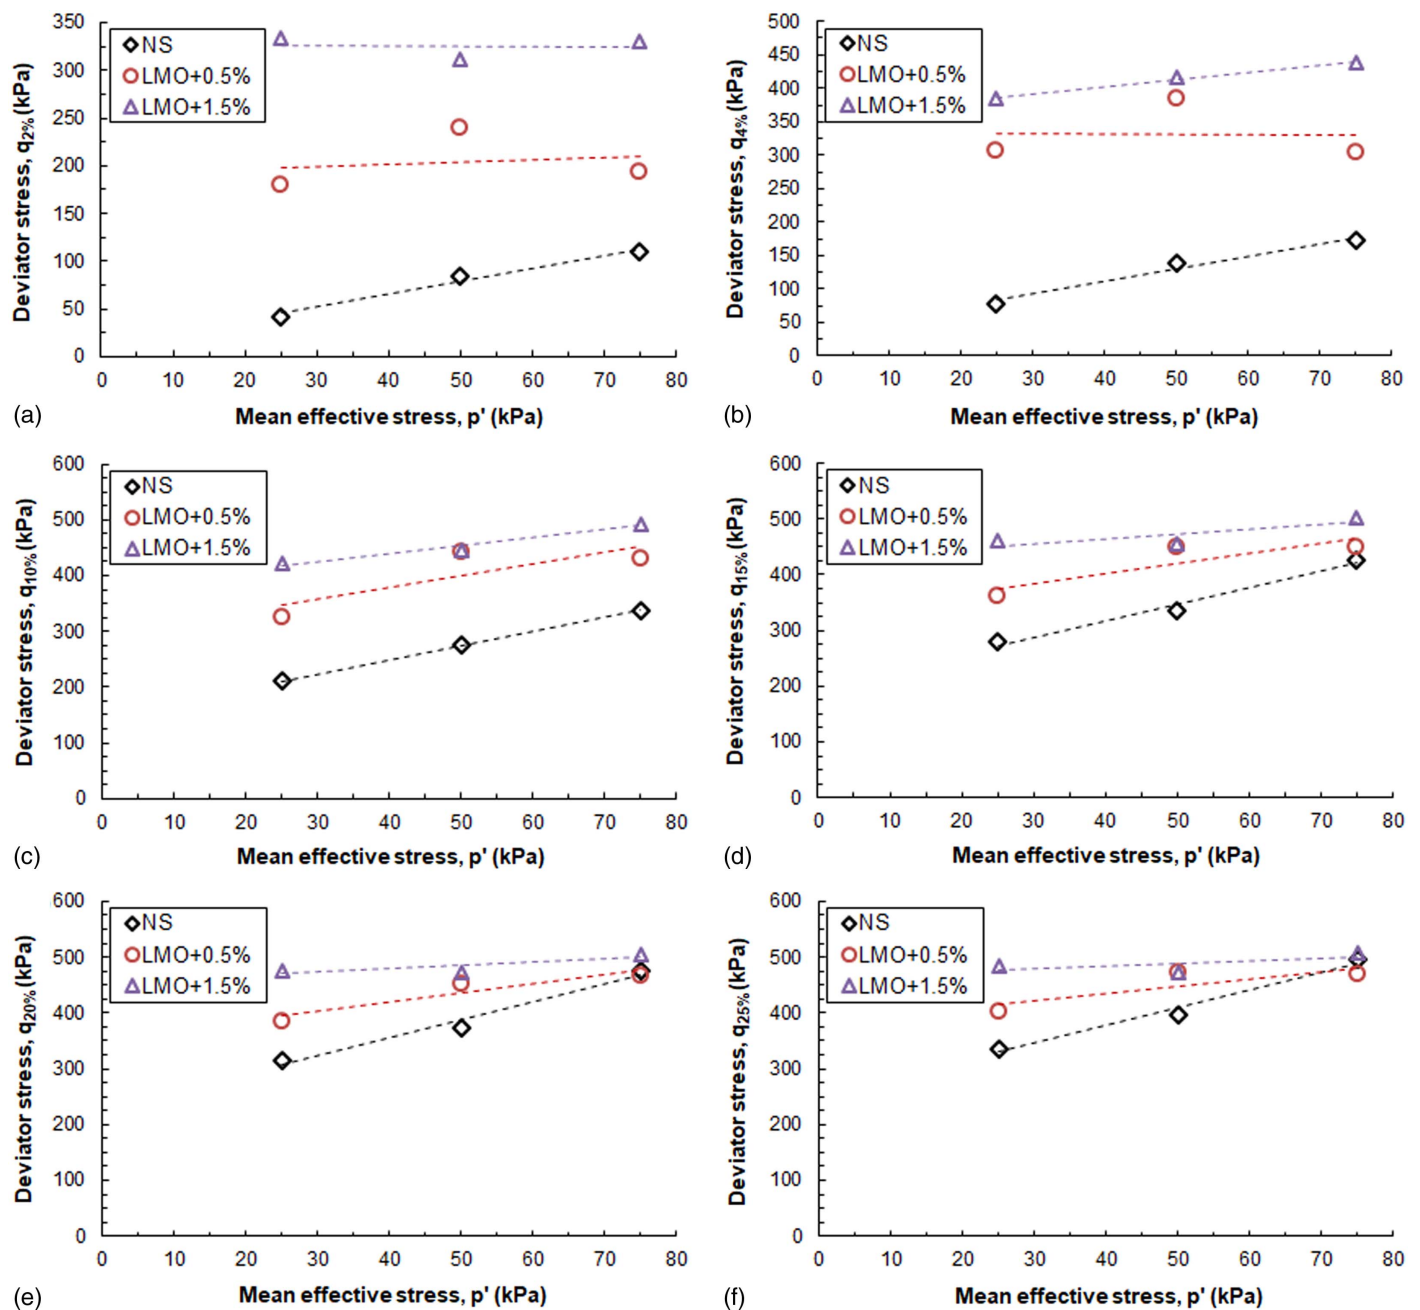 350
300
250
200
150
100
50
0
NS
LMO+0.5%
LMO+1.5%
Deviator stress, q2% (kPa)
0 10 20 30 40 50 60 70 80
(a) Mean effective stress, p' (kPa)
500
450
400
350
300
250
200
150
100
50
0
NS
LMO+0.5%
LMO+1.5%
Deviator stress, q4% (kPa)
0 10 20 30 40 50 60 70 80
(b) Mean effective stress, p' (kPa)
600
500
400
300
200
100
0
NS
LMO+0.5%
LMO+1.5%
Deviator stress, q10% (kPa)
0 10 20 30 40 50 60 70 80
(c) Mean effective stress, p' (kPa)
600
500
400
300
200
100
0
NS
LMO+0.5%
LMO+1.5%
Deviator stress, q15% (kPa)
0 10 20 30 40 50 60 70 80
(d) Mean effective stress, p' (kPa)
600
500
400
300
200
100
0
NS
LMO+0.5%
LMO+1.5%
Deviator stress, q20% (kPa)
0 10 20 30 40 50 60 70 80
(e) Mean effective stress, p' (kPa)
600
500
400
300
200
100
0
NS
LMO+0.5%
LMO+1.5%
Deviator stress, q25% (kPa)
0 10 20 30 40 50 60 70 80
(f) Mean effective stress, p' (kPa)